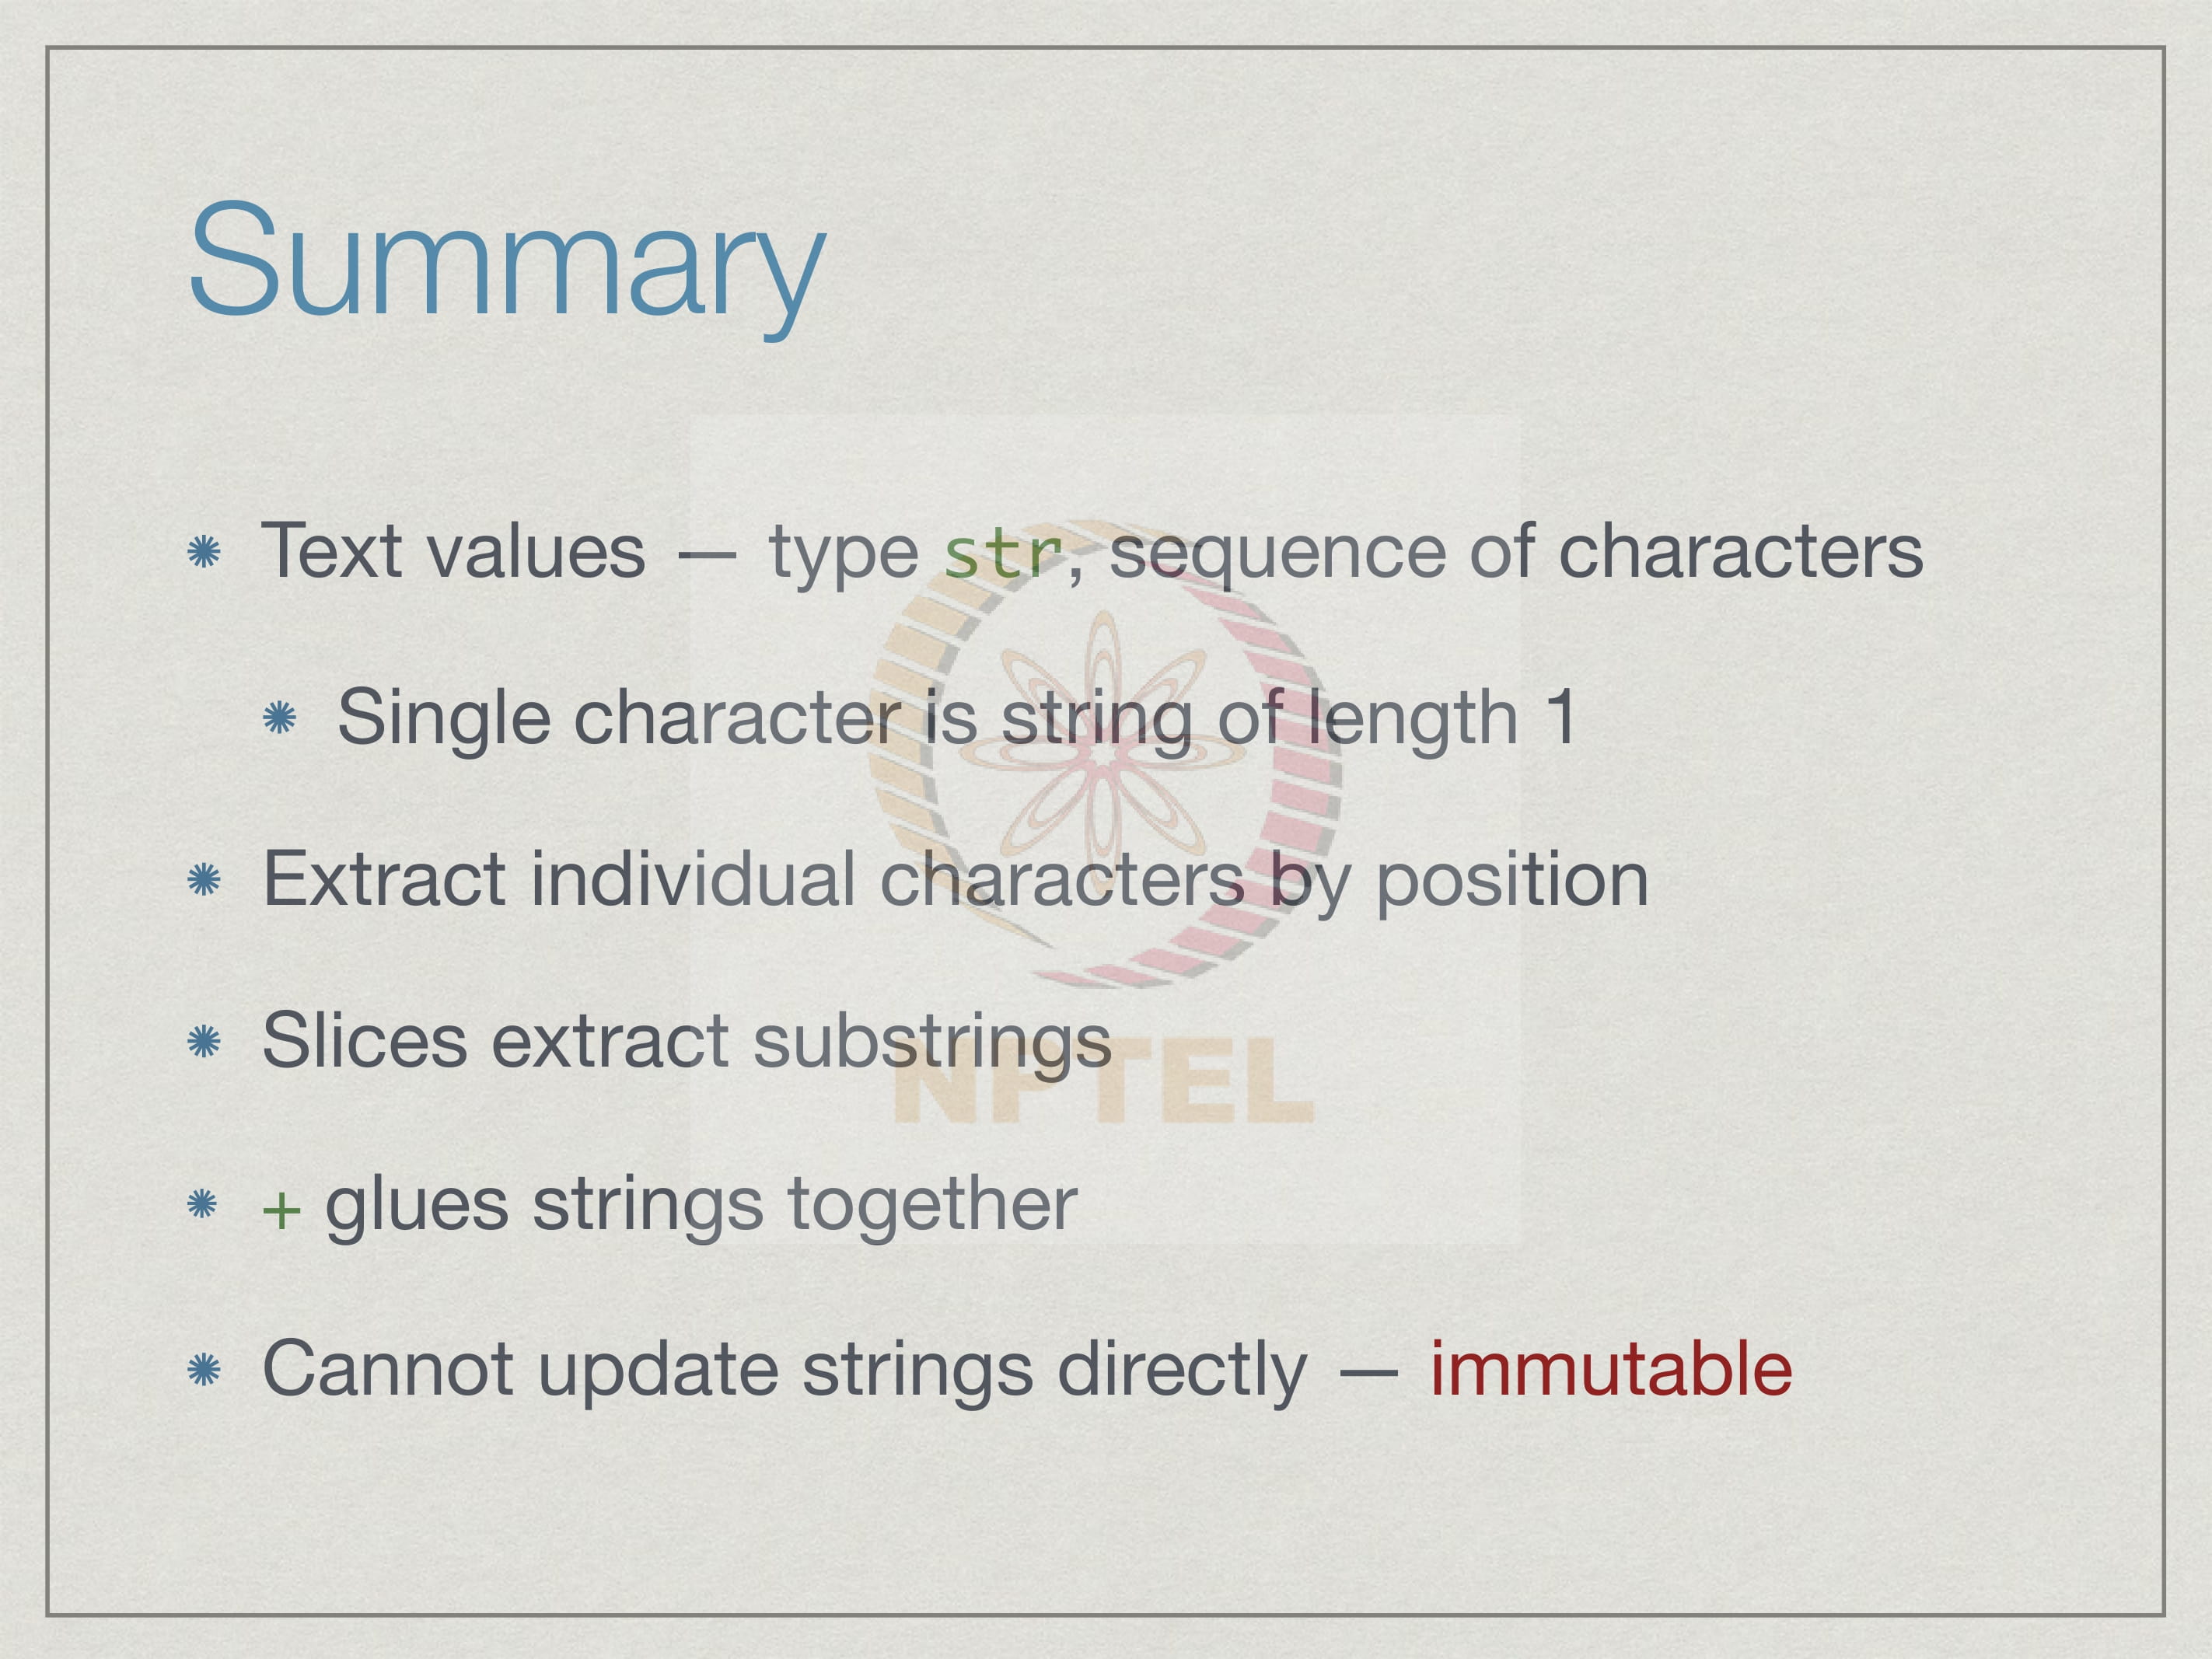 Summary
Text values — type str, sequence of characters
Single character is string of length 1
Extract individual characters by position
Slices extract substrings
NPTEL
+ glues strings together
Cannot update strings directly — immutable